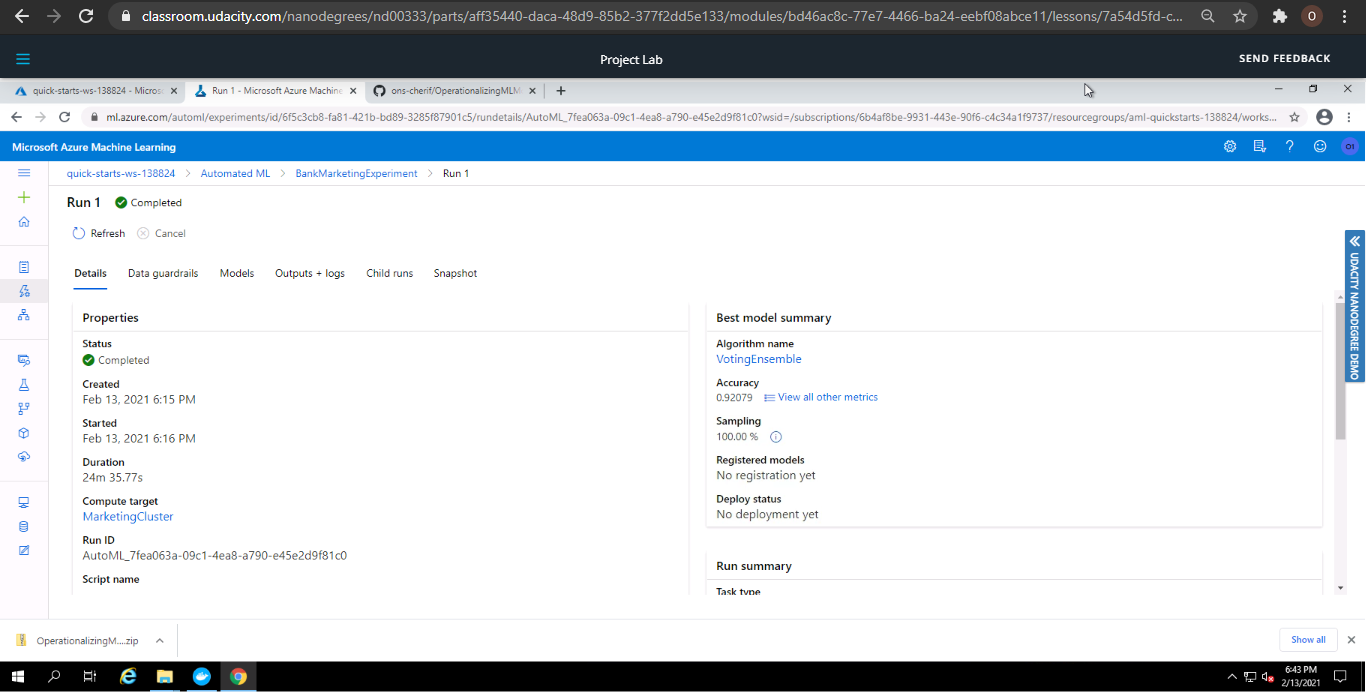 classroom.udacity.com/nanodegrees/nd00333/parts/aff35440-daca-48d9-85b2-377f2dd5e133/modules/bd46ac8c-77e7-4466-ba24-eebf08abce11/lessons/7a54d5fd-c...
O
Project Lab
SEND FEEDBACK
quick-starts-ws-138824 - Micros
Run 1 - Microsoft Azure Machine
ons-cherif/OperationalizingMLM
ml.azure.com/automl/experiments/id/6f5c3cb8-fa81-421b-bd89-3285f87901c5/rundetails/AutoML_7fea063a-09c1-4ea8-a790-e45e2d9f81c0?wsid=/subscriptions/6b4af8be-9931-443e-90f6-c4c34a1f9737/resourcegroups/aml-quickstarts-138824/works...
Microsoft Azure Machine Learning
OI
quick-starts-ws-138824 > Automated ML > BankMarketingExperiment > Run 1
Run 1 Completed
Refresh Cancel
Details Data guardrails Models Outputs + logs Child runs Snapshot
Properties
Status
Completed
Created
Feb 13, 2021 6:15 PM
Started
Feb 13, 2021 6:16 PM
Duration
24m 35.77s
Compute target
MarketingCluster
Run ID
AutoML_7fea063a-09c1-4ea8-a790-e45e2d9f81c0
Script name
Best model summary
Algorithm name
VotingEnsemble
Accuracy
0.92079 View all other metrics
Sampling
100.00 %
Registered models
No registration yet
Deploy status
No deployment yet
Run summary
Task type
UDACITY NANODEGREE DEMO
OperationalizingM....zip
Show all
6:43 PM
2/13/2021